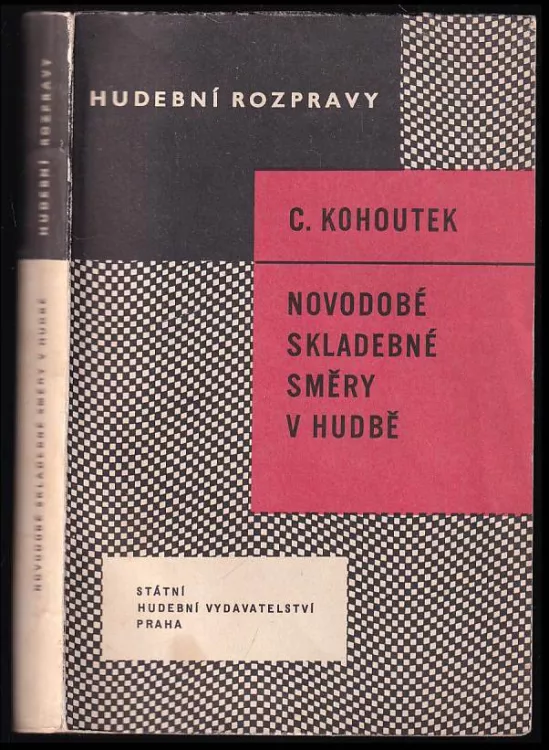 HUDEBNÍ ROZPRAVY
NOVODOBÉ SKLADEBNÉ SMĚRY V HUDBĚ
HUDEBNÍ ROZPRAVY
C. KOHOUTEK
NOVODOBÉ
SKLADEBNÉ
SMĚRY
V HUDBĚ
STÁTNÍ
HUDEBNÍ VYDAVATELSTVÍ
PRAHA